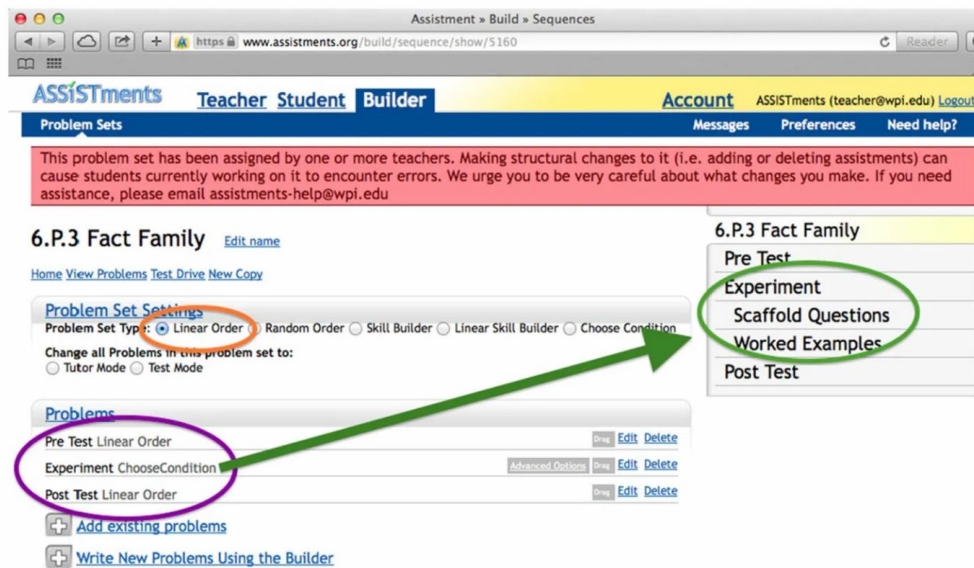 Assistment » Build » Sequences
https www.assistments.org/build/sequence/show/5160
Reader
ASSiSTments
Teacher Student Builder
Account ASSISTments (teacher@wpi.edu) Logout
Problem Sets
Messages Preferences Need help?
This problem set has been assigned by one or more teachers. Making structural changes to it (i.e. adding or deleting assistments) can
cause students currently working on it to encounter errors. We urge you to be very careful about what changes you make. If you need
assistance, please email assistments-help@wpi.edu
6.P.3 Fact Family Edit name
Home View Problems Test Drive New Copy
Problem Set Settings
Problem Set Type: Linear Order Random Order Skill Builder Linear Skill Builder Choose Condition
Change all Problems in this problem set to:
Tutor Mode Test Mode
Problems
Pre Test Linear Order Drag Edit Delete
Experiment ChooseCondition Advanced Options Drag Edit Delete
Post Test Linear Order Drag Edit Delete
Add existing problems
Write New Problems Using the Builder
6.P.3 Fact Family
Pre Test
Experiment
Scaffold Questions
Worked Examples
Post Test